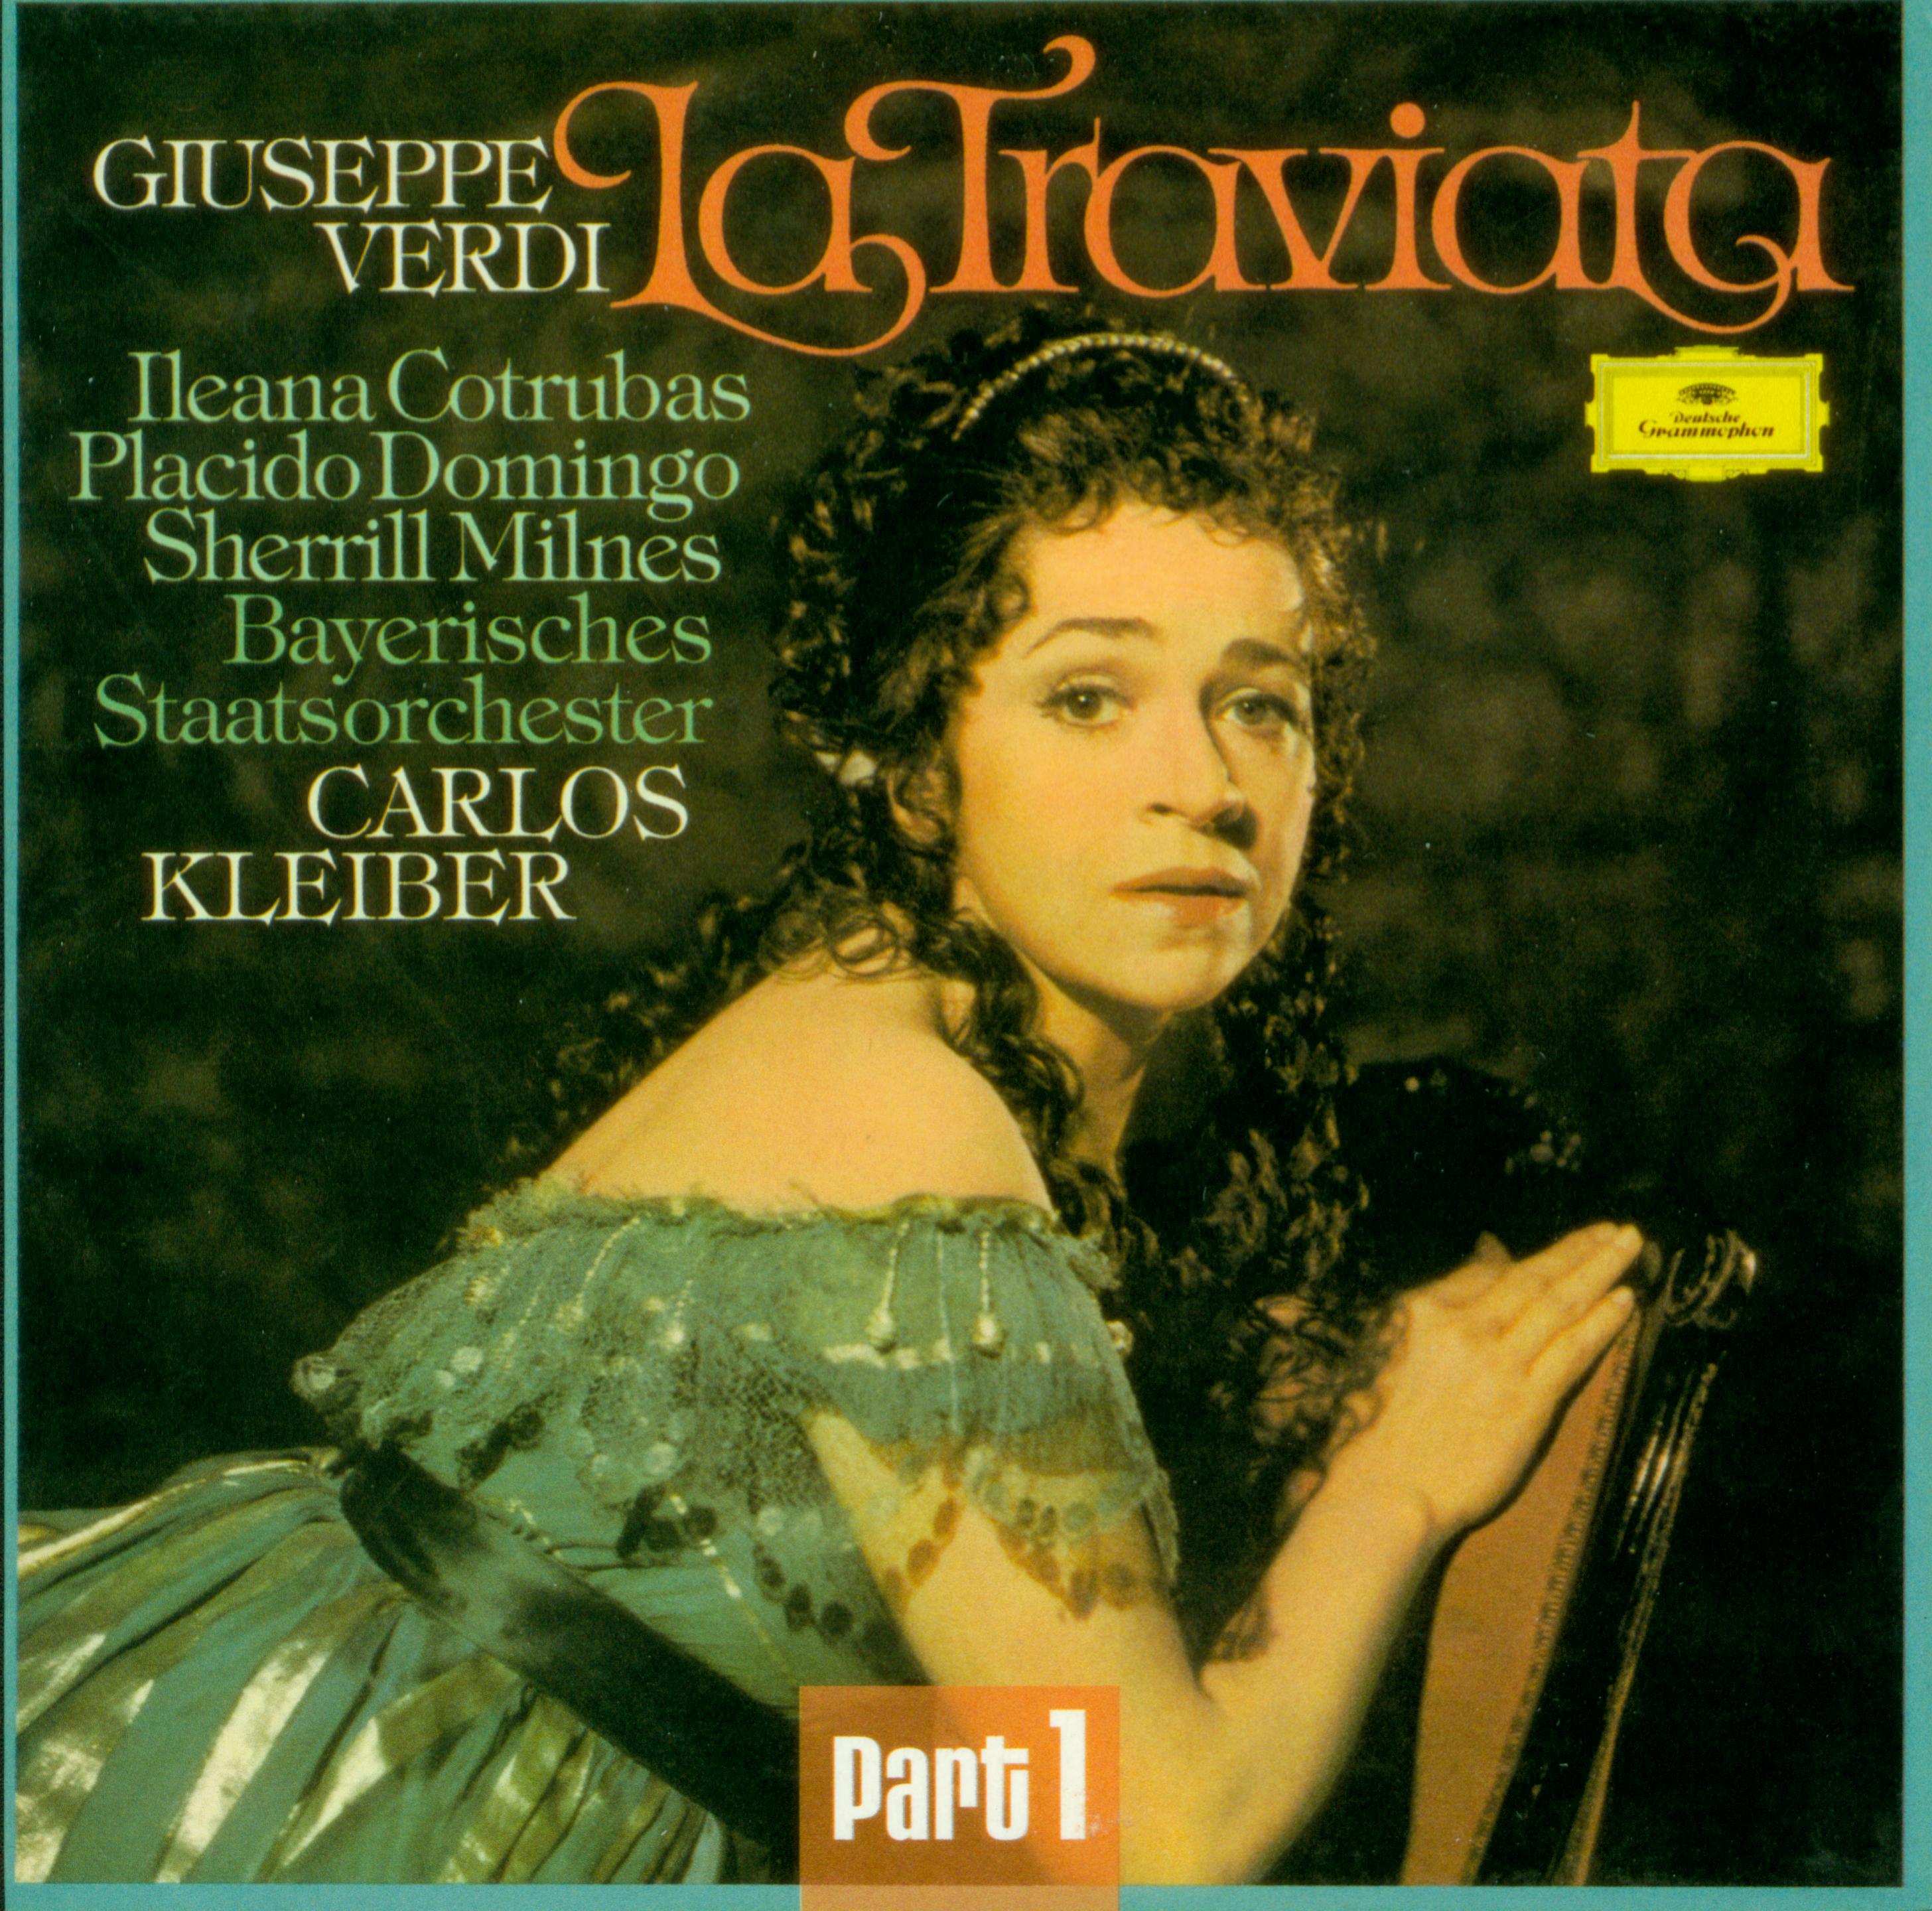 GIUSEPPE
VERDI
La Traviata
Ileana Cotrubas
Placido Domingo
Sherrill Milnes
Bayerisches
Staatsorchester
CARLOS
KLEIBER
Deutsche
Grammophon
Part 1